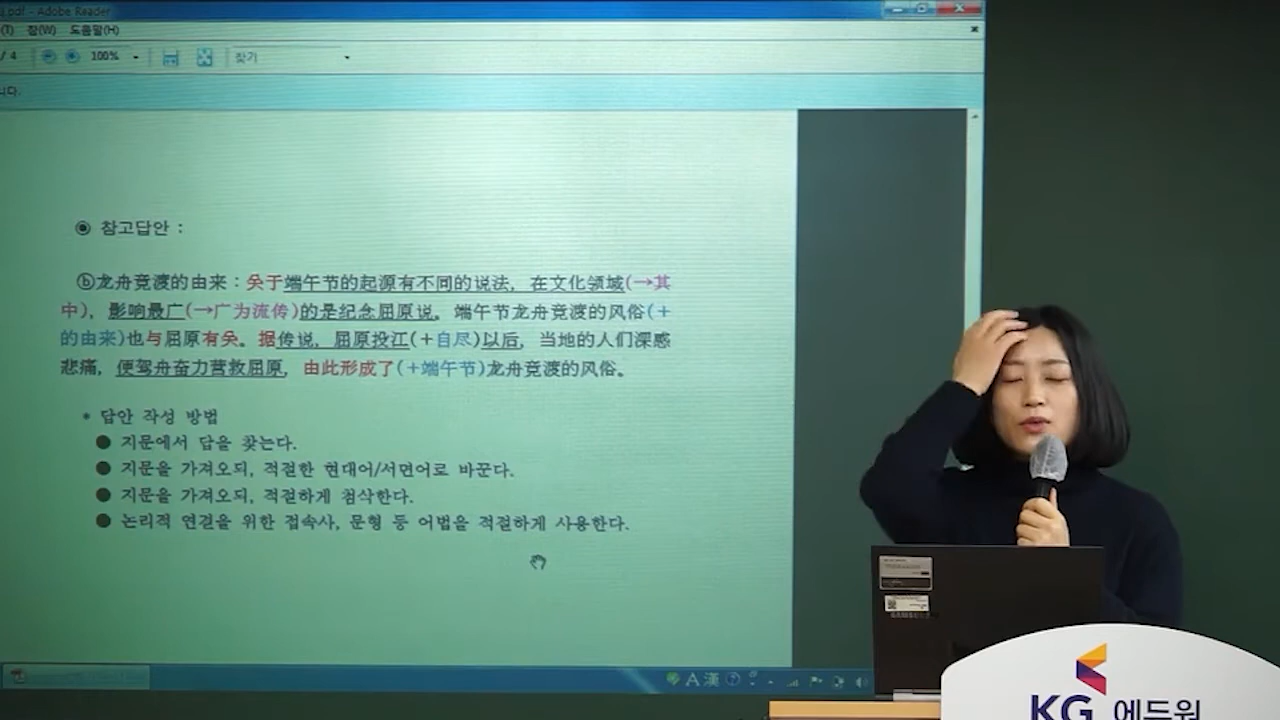 j.pdf - Adobe Reader
(T) 창(W) 도움말(H)
/ 4 100% 찾기
니다.
◉ 참고답안 :
ⓑ龙舟竞渡的由来：关于端午节的起源有不同的说法，在文化领域(→其
中)，影响最广(→广为流传)的是纪念屈原说。端午节龙舟竞渡的风俗(＋
的由来)也与屈原有关。据传说，屈原投江(＋自尽)以后，当地的人们深感
悲痛，便驾舟奋力营救屈原，由此形成了(＋端午节)龙舟竞渡的风俗。
* 답안 작성 방법
● 지문에서 답을 찾는다.
● 지문을 가져오되, 적절한 현대어/서면어로 바꾼다.
● 지문을 가져오되, 적절하게 첨삭한다.
● 논리적 연결을 위한 접속사, 문형 등 어법을 적절하게 사용한다.
A 漢
KG 에듀원